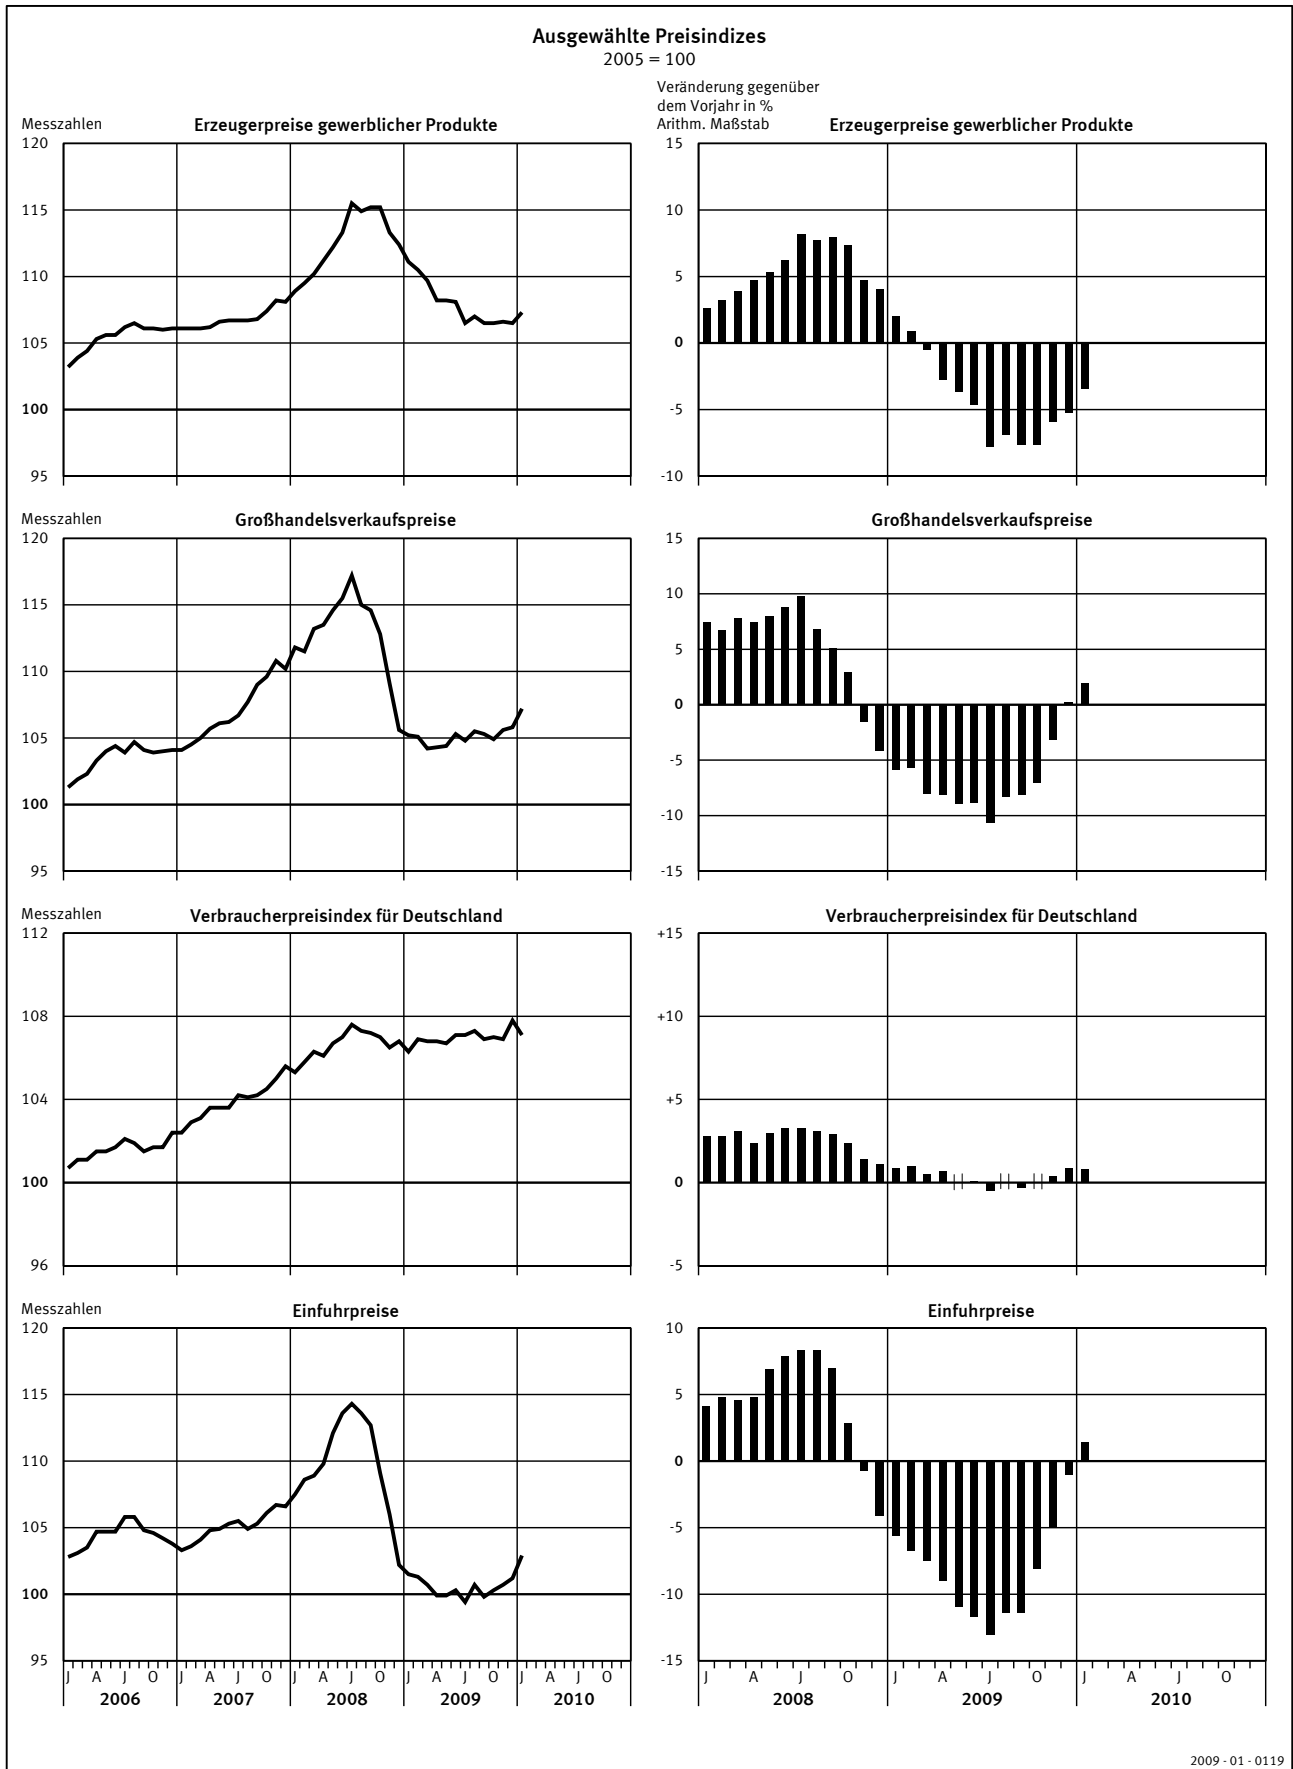 Ausgewählte Preisindizes
2005 = 100
Veränderung gegenüber
dem Vorjahr in %
Arithm. Maßstab
Messzahlen
Erzeugerpreise gewerblicher Produkte
Erzeugerpreise gewerblicher Produkte
120
115
110
105
100
95
15
10
5
0
-5
-10
Messzahlen
Großhandelsverkaufspreise
Großhandelsverkaufspreise
120
115
110
105
100
95
15
10
5
0
-5
-10
-15
Messzahlen
Verbraucherpreisindex für Deutschland
Verbraucherpreisindex für Deutschland
112
108
104
100
96
+15
+10
+5
0
-5
Messzahlen
Einfuhrpreise
Einfuhrpreise
120
115
110
105
100
95
10
5
0
-5
-10
-15
J A J O J A J O J A J O J A J O J A J O
2006 2007 2008 2009 2010
J A J O J A J O J A J O
2008 2009 2010
2009 - 01 - 0119